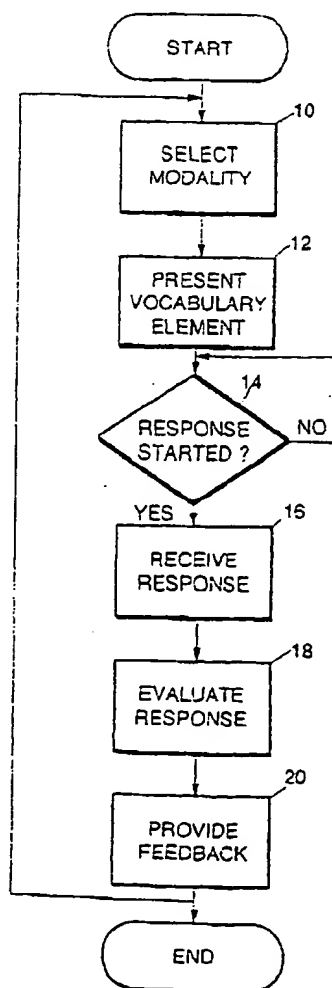 START
10
SELECT
MODALITY
12
PRESENT
VOCABULARY
ELEMENT
14
RESPONSE
STARTED ?
NO
YES
16
RECEIVE
RESPONSE
18
EVALUATE
RESPONSE
20
PROVIDE
FEEDBACK
END